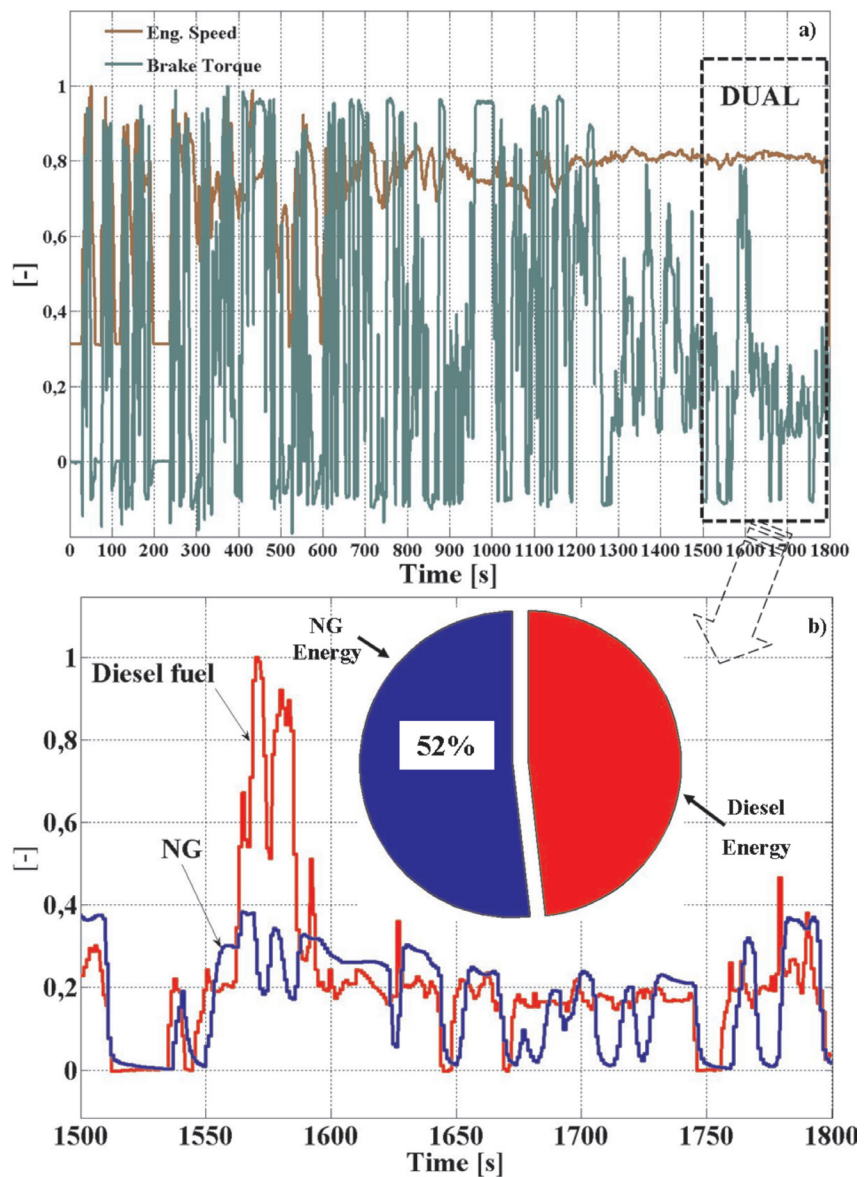 a)
Eng. Speed
Brake Torque
DUAL
1
0,8
0,6
0,4
0,2
0
[-]
0 100 200 300 400 500 600 700 800 900 1000 1100 1200 1300 1400 1500 1600 1700 1800
Time [s]
b)
NG
Energy
Diesel fuel
52%
NG
Diesel
Energy
1
0,8
0,6
0,4
0,2
0
[-]
1500 1550 1600 1650 1700 1750 1800
Time [s]